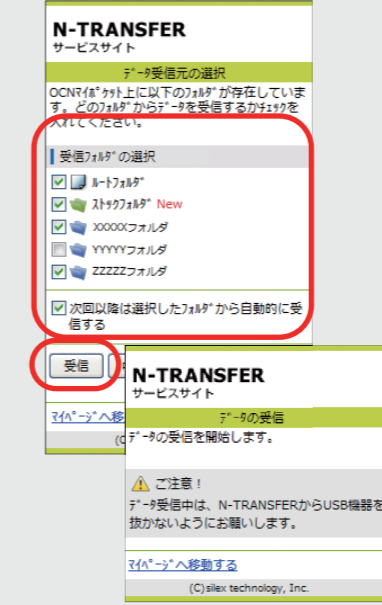 N-TRANSFER
サービスサイト
ﾃﾞｰﾀ受信元の選択
OCNﾏｲﾎﾟｹｯﾄ上に以下のﾌｫﾙﾀﾞが存在していま
す。どのﾌｫﾙﾀﾞからﾃﾞｰﾀを受信するかﾁｪｯｸを
入れてください。
受信ﾌｫﾙﾀﾞの選択
ﾙｰﾄﾌｫﾙﾀﾞ
ｽﾄｯｸﾌｫﾙﾀﾞ New
XXXXXフォルダ
YYYYYフォルダ
ZZZZZフォルダ
次回以降は選択したﾌｫﾙﾀﾞから自動的に受
信する
受信
ﾏｲﾍﾟｰｼﾞへ移
(C
N-TRANSFER
サービスサイト
ﾃﾞｰﾀの受信
ﾃﾞｰﾀの受信を開始します。
ご注意！
ﾃﾞｰﾀ受信中は、N-TRANSFERからUSB機器を
抜かないようにお願いします。
ﾏｲﾍﾟｰｼﾞへ移動する
(C)silex technology, Inc.